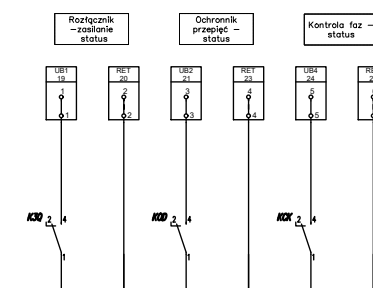 Rozłącznik
-zasilanie
status
Ochronnik
przepięć -
status
Kontrola faz -
status
UB1
19
RET
20
UB2
21
RET
23
UB4
24
1
2
3
4
5
1
2
3
4
5
K3Q 2 4
1
KOD 2 4
1
KCK 2 4
1